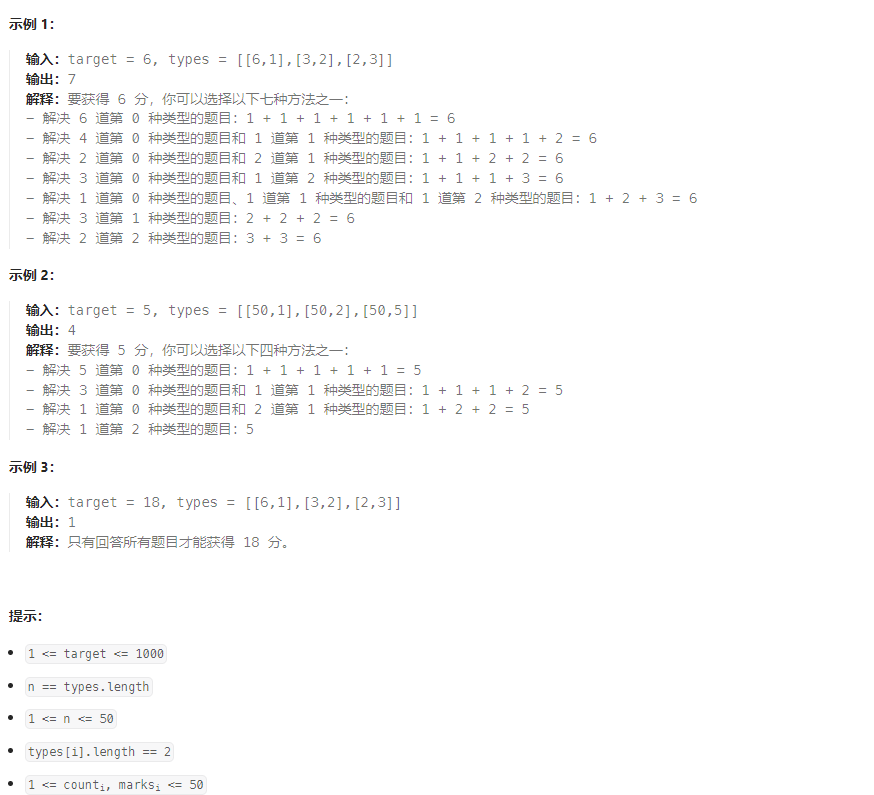 示例 1：
输入：target = 6, types = [[6,1],[3,2],[2,3]]
输出：7
解释：要获得 6 分，你可以选择以下七种方法之一：
- 解决 6 道第 0 种类型的题目：1 + 1 + 1 + 1 + 1 + 1 = 6
- 解决 4 道第 0 种类型的题目和 1 道第 1 种类型的题目：1 + 1 + 1 + 1 + 2 = 6
- 解决 2 道第 0 种类型的题目和 2 道第 1 种类型的题目：1 + 1 + 2 + 2 = 6
- 解决 3 道第 0 种类型的题目和 1 道第 2 种类型的题目：1 + 1 + 1 + 3 = 6
- 解决 1 道第 0 种类型的题目、1 道第 1 种类型的题目和 1 道第 2 种类型的题目：1 + 2 + 3 = 6
- 解决 3 道第 1 种类型的题目：2 + 2 + 2 = 6
- 解决 2 道第 2 种类型的题目：3 + 3 = 6
示例 2：
输入：target = 5, types = [[50,1],[50,2],[50,5]]
输出：4
解释：要获得 5 分，你可以选择以下四种方法之一：
- 解决 5 道第 0 种类型的题目：1 + 1 + 1 + 1 + 1 = 5
- 解决 3 道第 0 种类型的题目和 1 道第 1 种类型的题目：1 + 1 + 1 + 2 = 5
- 解决 1 道第 0 种类型的题目和 2 道第 1 种类型的题目：1 + 2 + 2 = 5
- 解决 1 道第 2 种类型的题目：5
示例 3：
输入：target = 18, types = [[6,1],[3,2],[2,3]]
输出：1
解释：只有回答所有题目才能获得 18 分。
提示：
• 1 <= target <= 1000
• n == types.length
• 1 <= n <= 50
• types[i].length == 2
• 1 <= countᵢ, marksᵢ <= 50